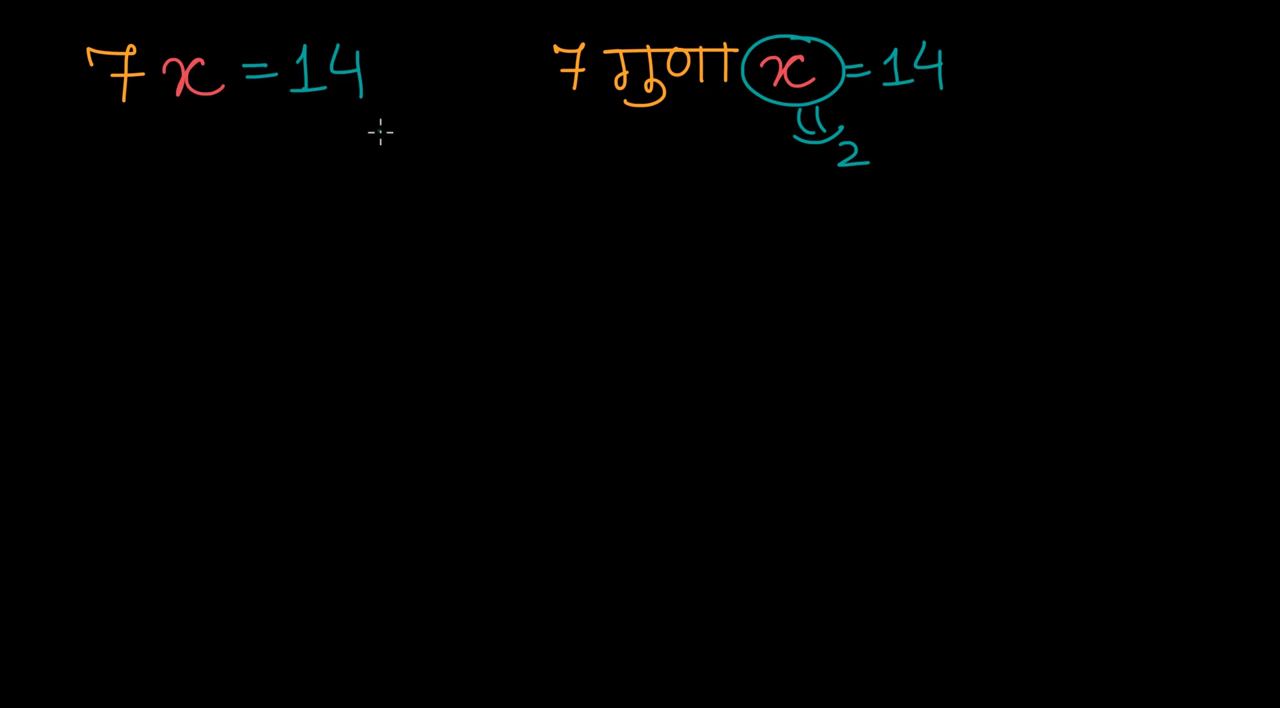 7x = 14
7 गुणा x = 14
2